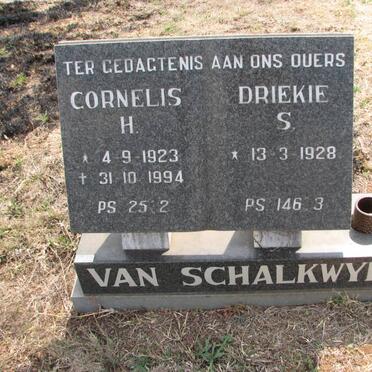 TER GEDAGTENIS AAN ONS OUERS
CORNELIS
H.
* 4-9-1923
† 31-10-1994
PS. 25:2
DRIEKIE
S.
* 13-3-1928
PS. 146:3
VAN SCHALKWYK